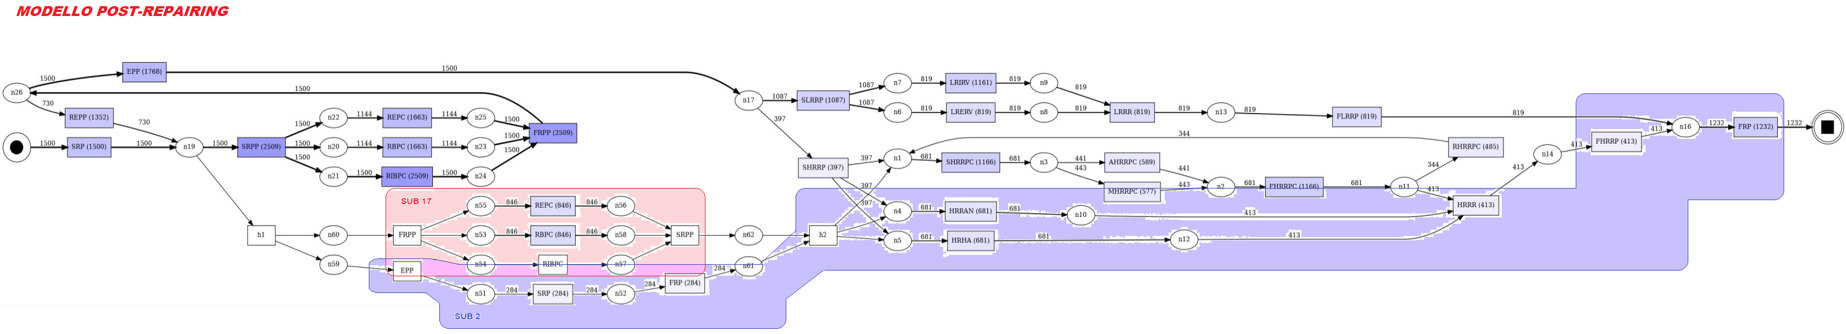 MODELLO POST-REPAIRING
n26
1500
730
EPP (1768)
1500
1500
REPP (1352)
730
1500
SRP (1500)
1500
n19
1500
SRPP (2509)
1500
1500
1500
n22
n20
n21
1144
1144
1500
REPC (1663)
RBPC (1663)
RIBPC (2509)
1144
1144
1500
n25
n23
n24
1500
1500
1500
FRPP (2509)
n17
1087
397
SLRRP (1087)
1087
1087
n7
819
LRIRV (1161)
819
n9
819
n6
819
LRERV (819)
819
n8
819
LRRR (819)
819
n13
819
FLRRP (819)
819
n16
1232
FRP (1232)
1232
344
SHRRP (397)
397
397
397
n1
681
SHRRPC (1166)
681
n3
441
443
AHRRPC (589)
MHRRPC (577)
441
443
n2
681
FHRRPC (1166)
681
n11
344
413
RHRRPC (485)
HRRR (413)
413
n14
413
FHRRP (413)
413
n4
681
HRRAN (681)
681
n10
413
n5
681
HRHA (681)
681
n12
413
h1
n60
n59
SUB 17
FRPP
n55
846
REPC (846)
846
n56
n53
846
RBPC (846)
846
n58
n54
RIBPC
n57
SRPP
n62
h2
EPP
n51
284
SRP (284)
284
n52
284
FRP (284)
284
n61
SUB 2